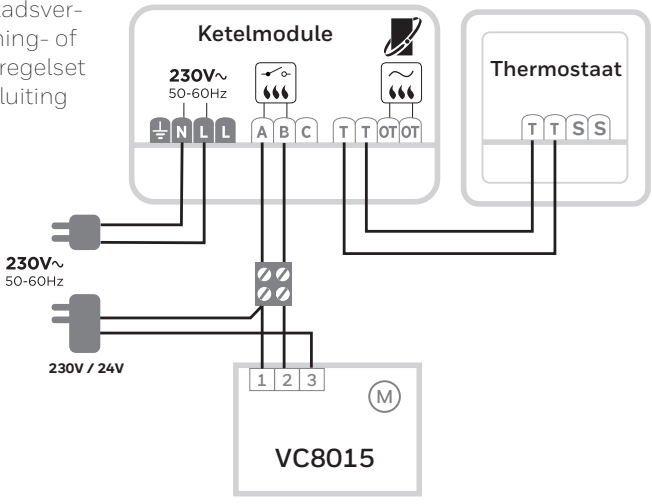 adsver-
ning- of
regelset
luiting
Ketelmodule
230V~
50-60Hz
N L L A B C T T OT OT
Thermostaat
T T S S
230V~
50-60Hz
230V / 24V
1 2 3
M
VC8015